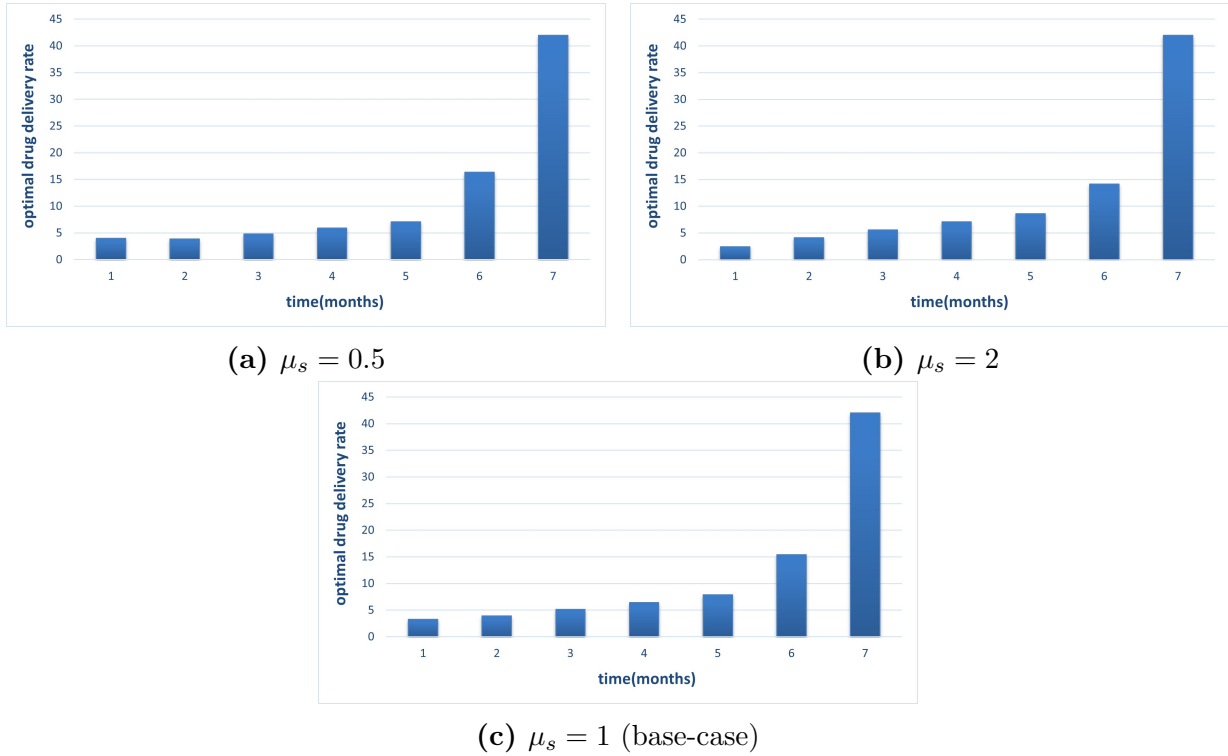 optimal drug delivery rate
45
40
35
30
25
20
15
10
5
0
1 2 3 4 5 6 7
time(months)
(a) μₛ = 0.5
optimal drug delivery rate
45
40
35
30
25
20
15
10
5
0
1 2 3 4 5 6 7
time(months)
(b) μₛ = 2
optimal drug delivery rate
45
40
35
30
25
20
15
10
5
0
1 2 3 4 5 6 7
time(months)
(c) μₛ = 1 (base-case)